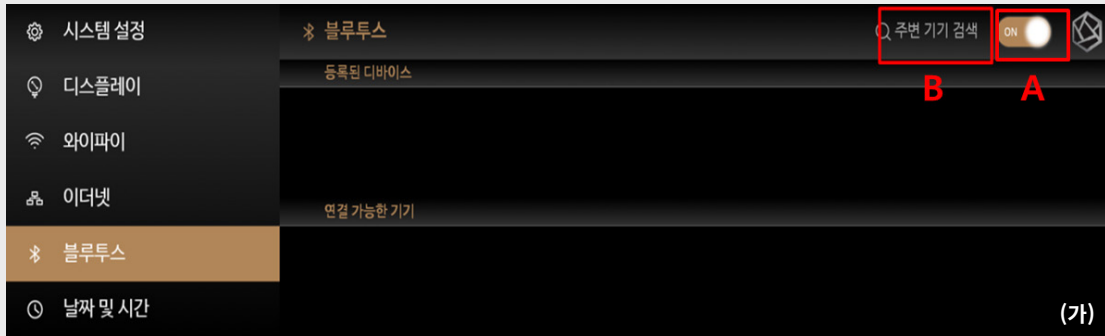 시스템 설정
디스플레이
와이파이
이더넷
블루투스
날짜 및 시간
블루투스
주변 기기 검색
ON
B
A
등록된 디바이스
연결 가능한 기기
(가)